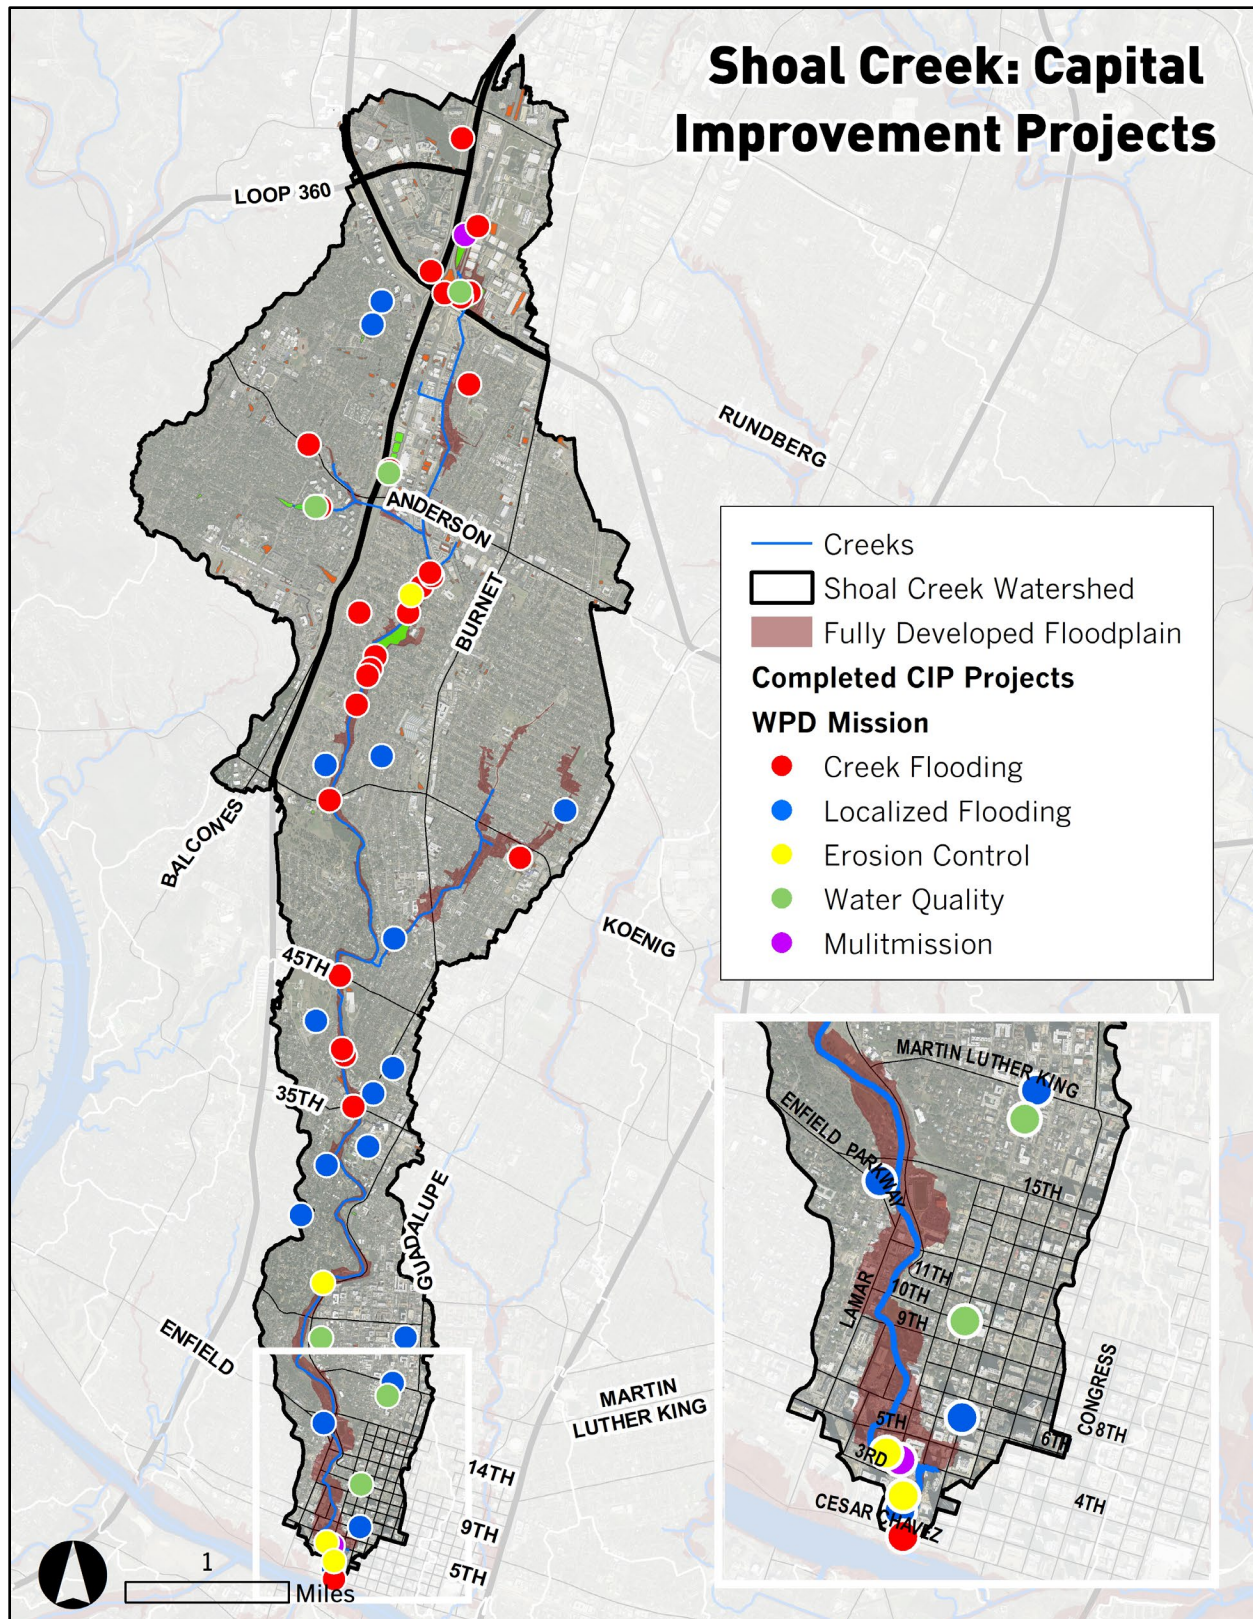 Shoal Creek: Capital
Improvement Projects
LOOP 360
RUNDBERG
ANDERSON
BURNET
BALCONES
KOENIG
45TH
35TH
GUADALUPE
ENFIELD
MARTIN
LUTHER KING
14TH
9TH
5TH
1
Miles
Creeks
Shoal Creek Watershed
Fully Developed Floodplain
Completed CIP Projects
WPD Mission
Creek Flooding
Localized Flooding
Erosion Control
Water Quality
Mulitmission
MARTIN LUTHER KING
ENFIELD
PARKWAY
15TH
LAMAR
11TH
10TH
9TH
CONGRESS
5TH
6TH
8TH
3RD
4TH
CESAR CHAVEZ